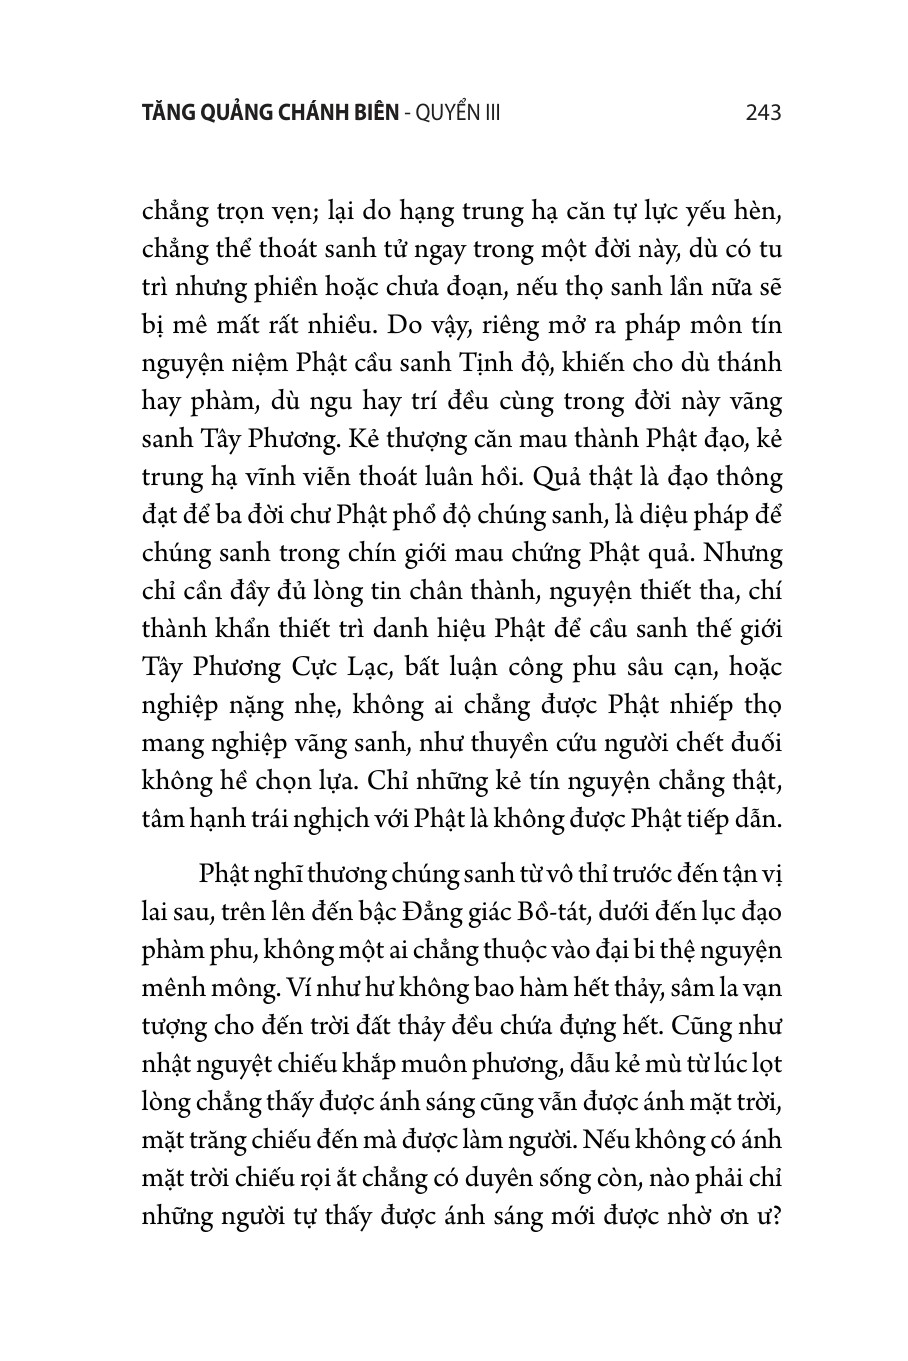 TĂNG QUẢNG CHÁNH BIÊN - QUYỂN III 243
chẳng trọn vẹn; lại do hạng trung hạ căn tự lực yếu hèn,
chẳng thể thoát sanh tử ngay trong một đời này, dù có tu
trì nhưng phiền hoặc chưa đoạn, nếu thọ sanh lần nữa sẽ
bị mê mất rất nhiều. Do vậy, riêng mở ra pháp môn tín
nguyện niệm Phật cầu sanh Tịnh độ, khiến cho dù thánh
hay phàm, dù ngu hay trí đều cùng trong đời này vãng
sanh Tây Phương. Kẻ thượng căn mau thành Phật đạo, kẻ
trung hạ vĩnh viễn thoát luân hồi. Quả thật là đạo thông
đạt để ba đời chư Phật phổ độ chúng sanh, là diệu pháp để
chúng sanh trong chín giới mau chứng Phật quả. Nhưng
chỉ cần đầy đủ lòng tin chân thành, nguyện thiết tha, chí
thành khẩn thiết trì danh hiệu Phật để cầu sanh thế giới
Tây Phương Cực Lạc, bất luận công phu sâu cạn, hoặc
nghiệp nặng nhẹ, không ai chẳng được Phật nhiếp thọ
mang nghiệp vãng sanh, như thuyền cứu người chết đuối
không hề chọn lựa. Chỉ những kẻ tín nguyện chẳng thật,
tâm hạnh trái nghịch với Phật là không được Phật tiếp dẫn.
Phật nghĩ thương chúng sanh từ vô thỉ trước đến tận vị
lai sau, trên lên đến bậc Đẳng giác Bồ-tát, dưới đến lục đạo
phàm phu, không một ai chẳng thuộc vào đại bi thệ nguyện
mênh mông. Ví như hư không bao hàm hết thảy, sâm la vạn
tượng cho đến trời đất thảy đều chứa đựng hết. Cũng như
nhật nguyệt chiếu khắp muôn phương, dẫu kẻ mù từ lúc lọt
lòng chẳng thấy được ánh sáng cũng vẫn được ánh mặt trời,
mặt trăng chiếu đến mà được làm người. Nếu không có ánh
mặt trời chiếu rọi ắt chẳng có duyên sống còn, nào phải chỉ
những người tự thấy được ánh sáng mới được nhờ ơn ư?